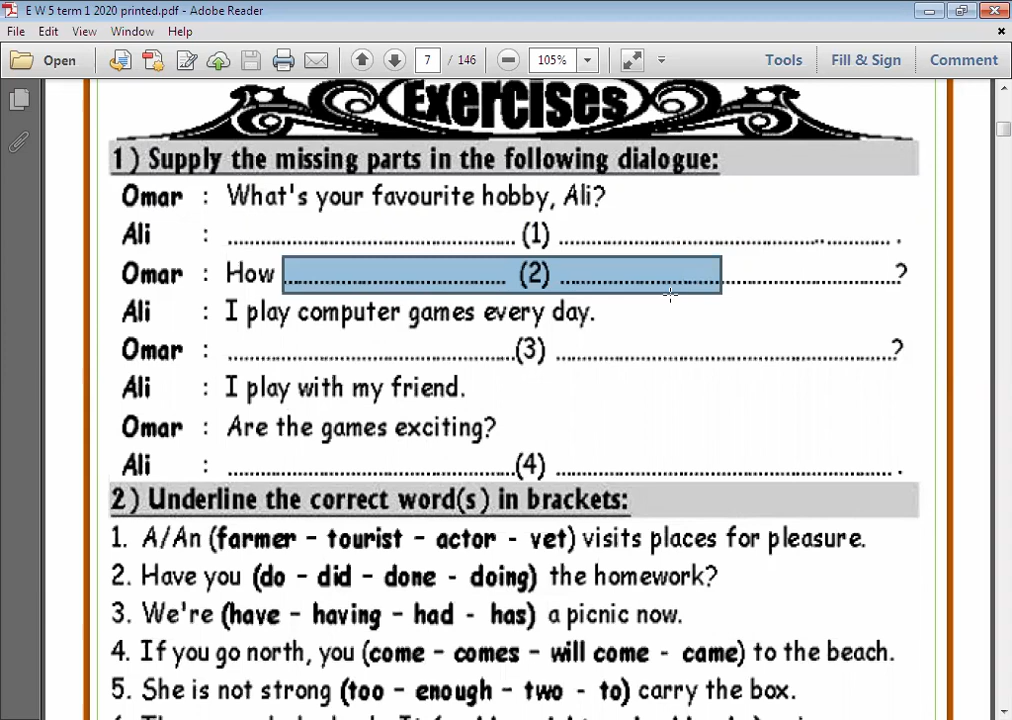 E W 5 term 1 2020 printed.pdf - Adobe Reader
File Edit View Window Help
Open 7 / 146 105% Tools Fill & Sign Comment
Exercises
1 ) Supply the missing parts in the following dialogue:
Omar : What's your favourite hobby, Ali?
Ali : ........................................ (1) ........................................ .
Omar : How ........................................ (2) ........................................?
Ali : I play computer games every day.
Omar : ........................................(3) ........................................?
Ali : I play with my friend.
Omar : Are the games exciting?
Ali : ........................................(4) ........................................ .
2 ) Underline the correct word(s) in brackets:
1. A/An (farmer - tourist - actor - vet) visits places for pleasure.
2. Have you (do - did - done - doing) the homework?
3. We're (have - having - had - has) a picnic now.
4. If you go north, you (come - comes - will come - came) to the beach.
5. She is not strong (too - enough - two - to) carry the box.